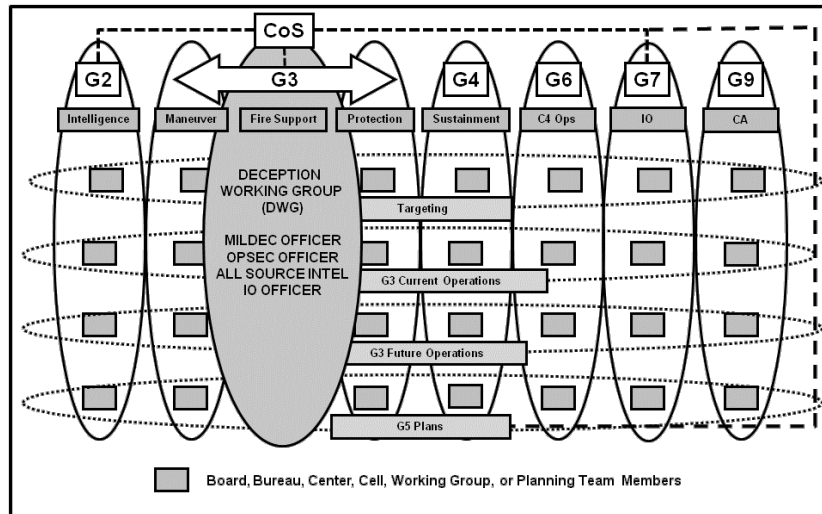 CoS
G2
G3
G4
G6
G7
G9
Intelligence
Maneuver
Fire Support
Protection
Sustainment
C4 Ops
IO
CA
DECEPTION
WORKING GROUP
(DWG)
Targeting
MILDEC OFFICER
OPSEC OFFICER
ALL SOURCE INTEL
IO OFFICER
G3 Current Operations
G3 Future Operations
G5 Plans
Board, Bureau, Center, Cell, Working Group, or Planning Team Members